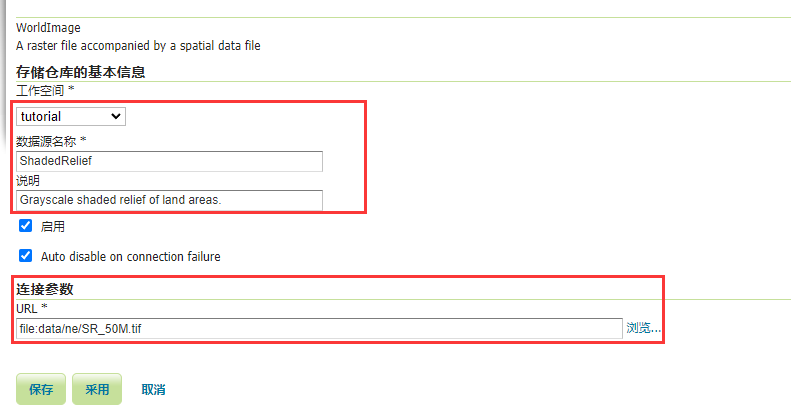 WorldImage
A raster file accompanied by a spatial data file
存储仓库的基本信息
工作空间 *
tutorial
数据源名称 *
ShadedRelief
说明
Grayscale shaded relief of land areas.
启用
Auto disable on connection failure
连接参数
URL *
file:data/ne/SR_50M.tif 浏览...
保存 采用 取消